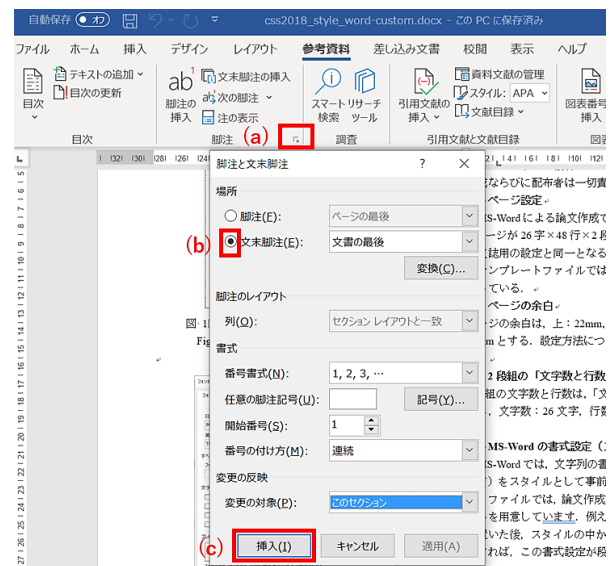 自動保存 オフ css2018_style_word-custom.docx - この PC に保存済み
ファイル ホーム 挿入 デザイン レイアウト 参考資料 差し込み文書 校閲 表示 ヘルプ
目次
テキストの追加
目次の更新
目次
ab¹
脚注の
挿入
文末脚注の挿入
次の脚注
注の表示
脚注
(a)
スマート
検索
リサーチ
ツール
調査
引用文献の
挿入
資料文献の管理
スタイル: APA
文献目録
引用文献と文献目録
図表番号
挿入
脚注と文末脚注 ? ×
場所
脚注(F): ページの最後
(b) 文末脚注(E): 文書の最後
変換(C)...
脚注のレイアウト
列(O): セクション レイアウトと一致
書式
番号書式(N): 1, 2, 3, …
任意の脚注記号(U): 記号(Y)...
開始番号(S): 1
番号の付け方(M): 連続
変更の反映
変更の対象(P): このセクション
(c) 挿入(I) キャンセル 適用(A)
図・1
Fig
ならびに配布者は一切責
ページ設定
MS-Wordによる論文作成で
ージが 26 字×48 行×2 段
誌用の設定と同一となる
ンプレートファイルでは
ている．
ページの余白
ジの余白は，上：22mm,
m とする．設定方法につ
2 段組の「文字数と行数
組の文字数と行数は，「文
，文字数：26 文字，行数
MS-Word の書式設定（
S-Word では，文字列の書
）をスタイルとして事前
ファイルでは，論文作成
を用意しています．例え
いた後，スタイルの中か
れば，この書式設定が段